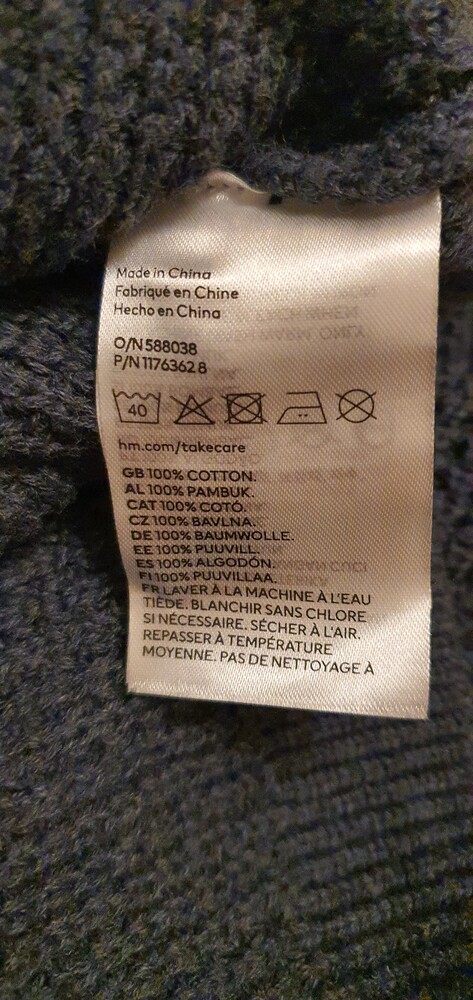 Made in China
Fabriqué en Chine
Hecho en China
O/N 588038
P/N 11763628
40
hm.com/takecare
GB 100% COTTON.
AL 100% PAMBUK.
CAT 100% COTÓ.
CZ 100% BAVLNA.
DE 100% BAUMWOLLE.
EE 100% PUUVILL.
ES 100% ALGODÓN.
FI 100% PUUVILLAA.
FR LAVER À LA MACHINE À L'EAU
TIÈDE. BLANCHIR SANS CHLORE
SI NÉCESSAIRE. SÉCHER À L'AIR.
REPASSER À TEMPÉRATURE
MOYENNE. PAS DE NETTOYAGE À